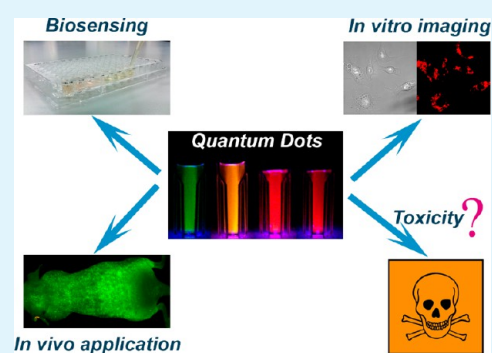 Biosensing
In vitro imaging
Quantum Dots
Toxicity?
In vivo application